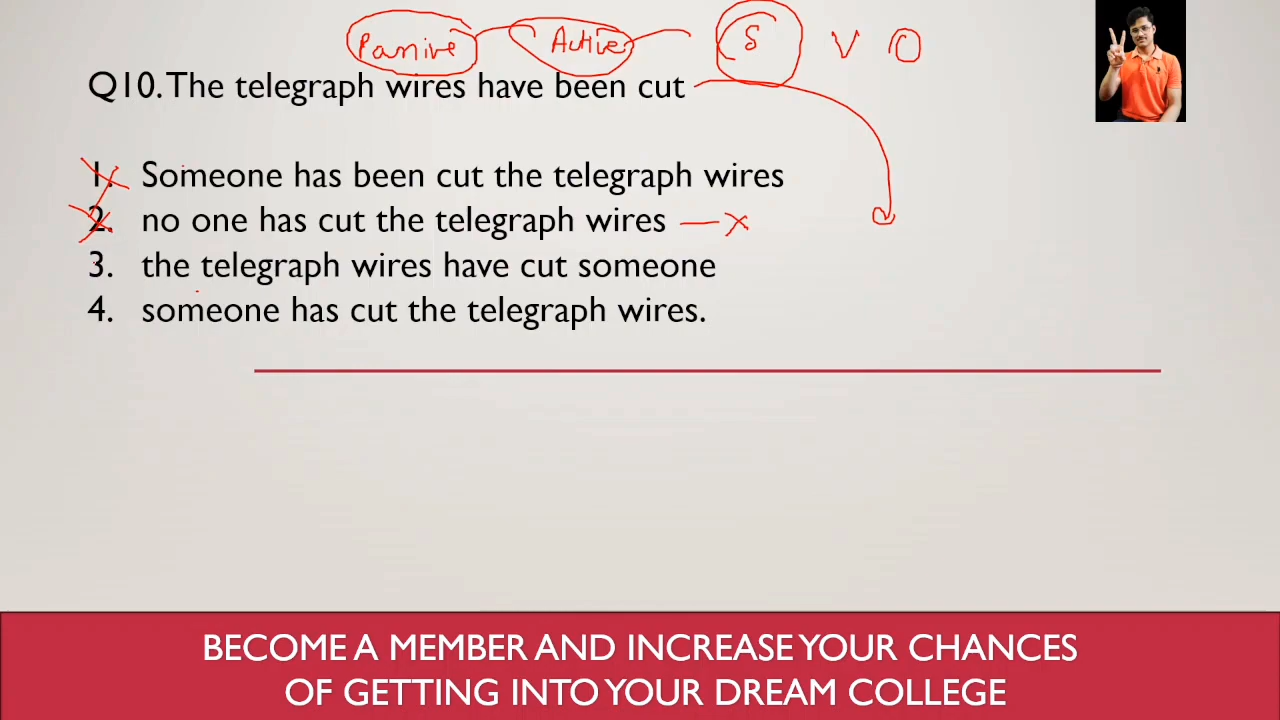 Passive Active S V O
Q10. The telegraph wires have been cut
1. Someone has been cut the telegraph wires
2. no one has cut the telegraph wires — x
3. the telegraph wires have cut someone
4. someone has cut the telegraph wires.
BECOME A MEMBER AND INCREASE YOUR CHANCES
OF GETTING INTO YOUR DREAM COLLEGE